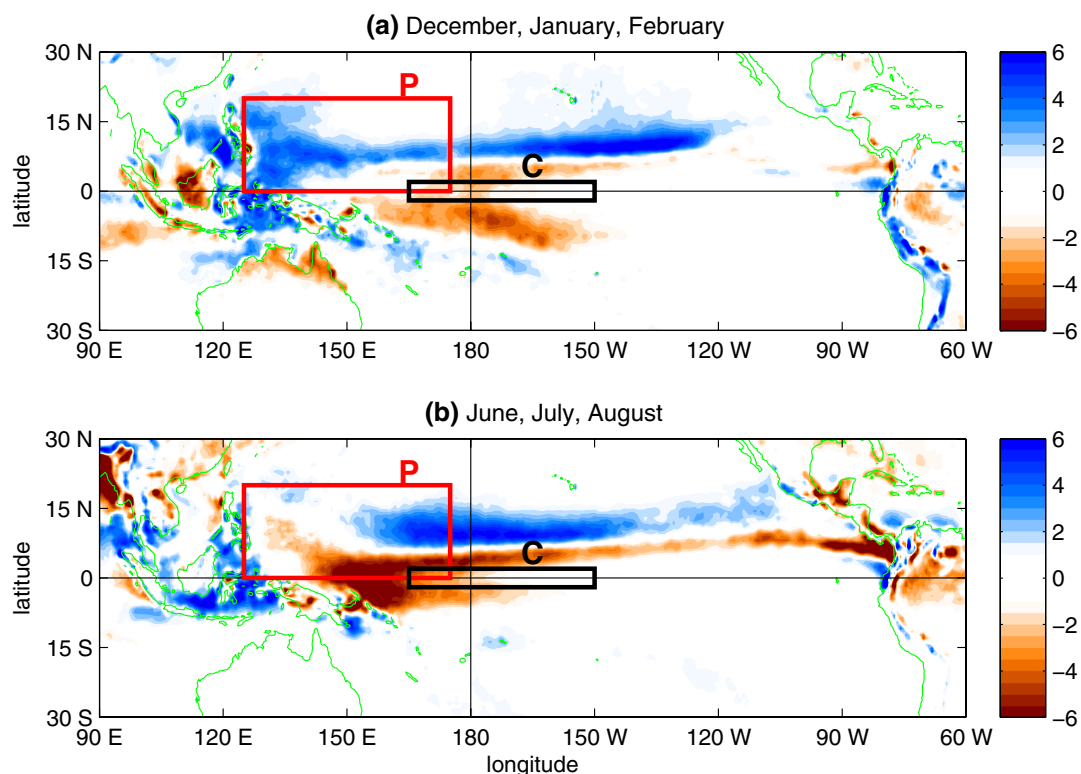 (a) December, January, February
30 N
15 N
0
15 S
30 S
latitude
P
C
90 E 120 E 150 E 180 150 W 120 W 90 W 60 W
6
4
2
0
−2
−4
−6
(b) June, July, August
30 N
15 N
0
15 S
30 S
latitude
P
C
90 E 120 E 150 E 180 150 W 120 W 90 W 60 W
longitude
6
4
2
0
−2
−4
−6